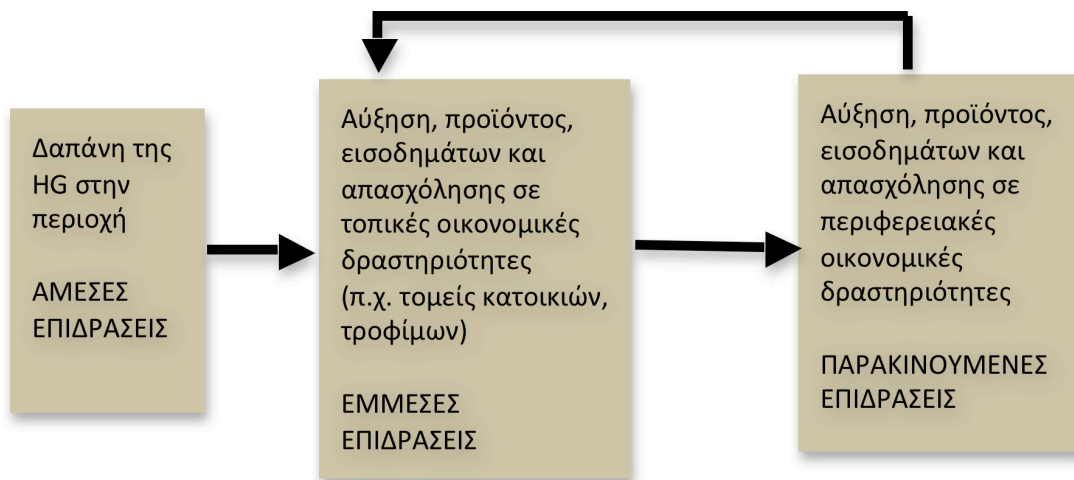 Δαπάνη της
HG στην
περιοχή
ΑΜΕΣΕΣ
ΕΠΙΔΡΑΣΕΙΣ
Αύξηση, προϊόντος,
εισοδημάτων και
απασχόλησης σε
τοπικές οικονομικές
δραστηριότητες
(π.χ. τομείς κατοικιών,
τροφίμων)
ΕΜΜΕΣΕΣ
ΕΠΙΔΡΑΣΕΙΣ
Αύξηση, προϊόντος,
εισοδημάτων και
απασχόλησης σε
περιφερειακές
οικονομικές
δραστηριότητες
ΠΑΡΑΚΙΝΟΥΜΕΝΕΣ
ΕΠΙΔΡΑΣΕΙΣ